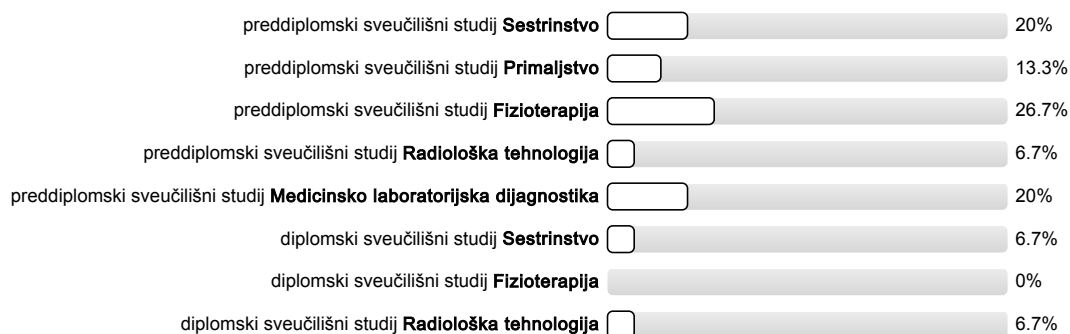 preddiplomski sveučilišni studij Sestrinstvo 20%
preddiplomski sveučilišni studij Primaljstvo 13.3%
preddiplomski sveučilišni studij Fizioterapija 26.7%
preddiplomski sveučilišni studij Radiološka tehnologija 6.7%
preddiplomski sveučilišni studij Medicinsko laboratorijska dijagnostika 20%
diplomski sveučilišni studij Sestrinstvo 6.7%
diplomski sveučilišni studij Fizioterapija 0%
diplomski sveučilišni studij Radiološka tehnologija 6.7%